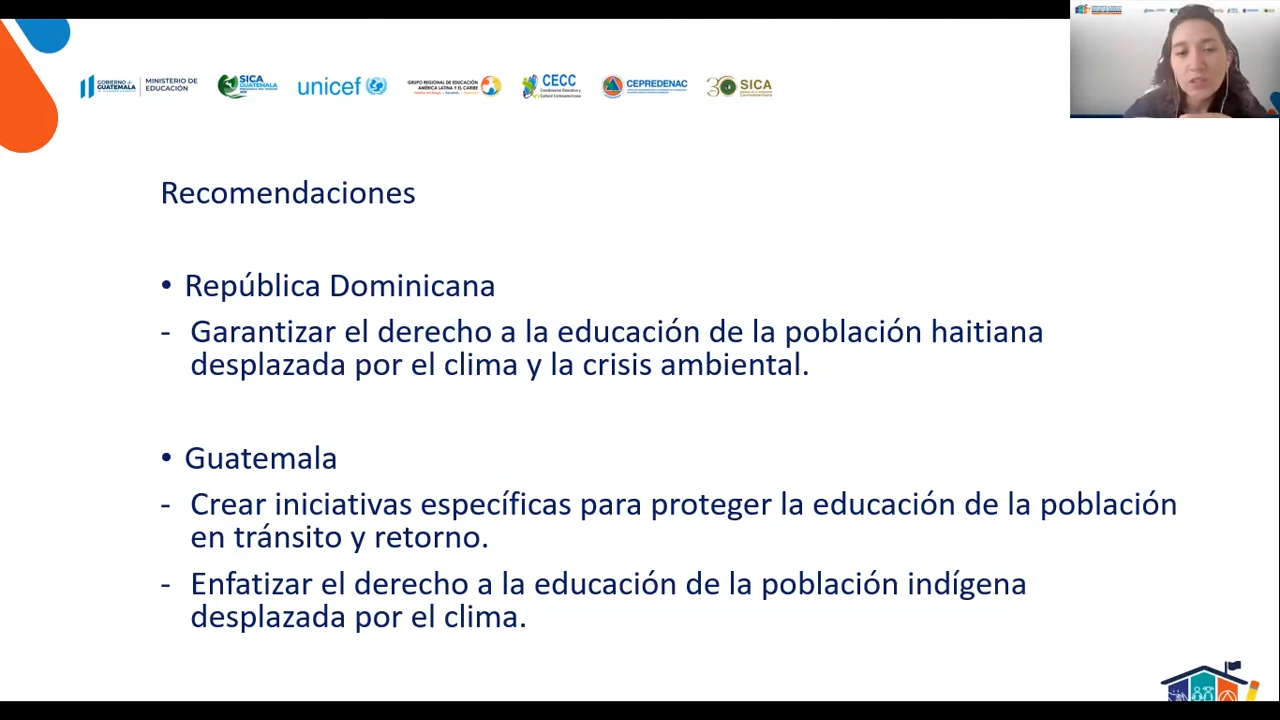 GOBIERNO DE
GUATEMALA
MINISTERIO DE
EDUCACIÓN
SICA
GUATEMALA
unicef
GRUPO REGIONAL DE EDUCACIÓN
AMÉRICA LATINA Y EL CARIBE
CECC
Coordinación Educativa y
Cultural Centroamericana
CEPREDENAC
30 SICA
Recomendaciones
• República Dominicana
- Garantizar el derecho a la educación de la población haitiana
desplazada por el clima y la crisis ambiental.
• Guatemala
- Crear iniciativas específicas para proteger la educación de la población
en tránsito y retorno.
- Enfatizar el derecho a la educación de la población indígena
desplazada por el clima.